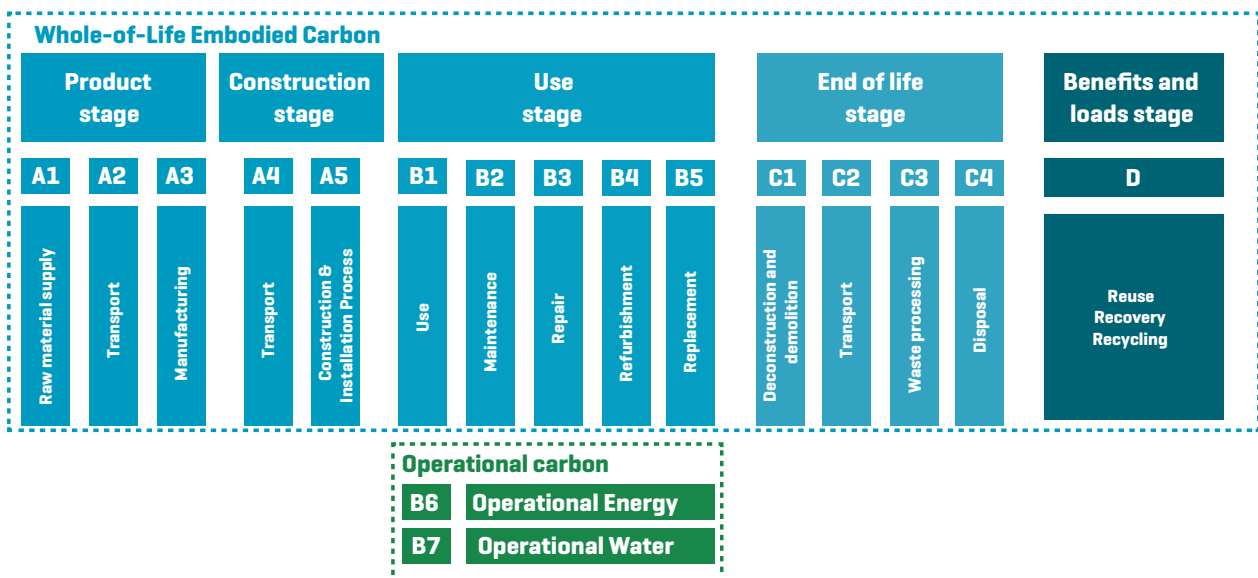 Whole-of-Life Embodied Carbon
Product
stage
Construction
stage
Use
stage
End of life
stage
Benefits and
loads stage
A1
A2
A3
A4
A5
B1
B2
B3
B4
B5
C1
C2
C3
C4
D
Raw material supply
Transport
Manufacturing
Transport
Construction &
Installation Process
Use
Maintenance
Repair
Refurbishment
Replacement
Deconstruction and
demolition
Transport
Waste processing
Disposal
Reuse
Recovery
Recycling
Operational carbon
B6
Operational Energy
B7
Operational Water